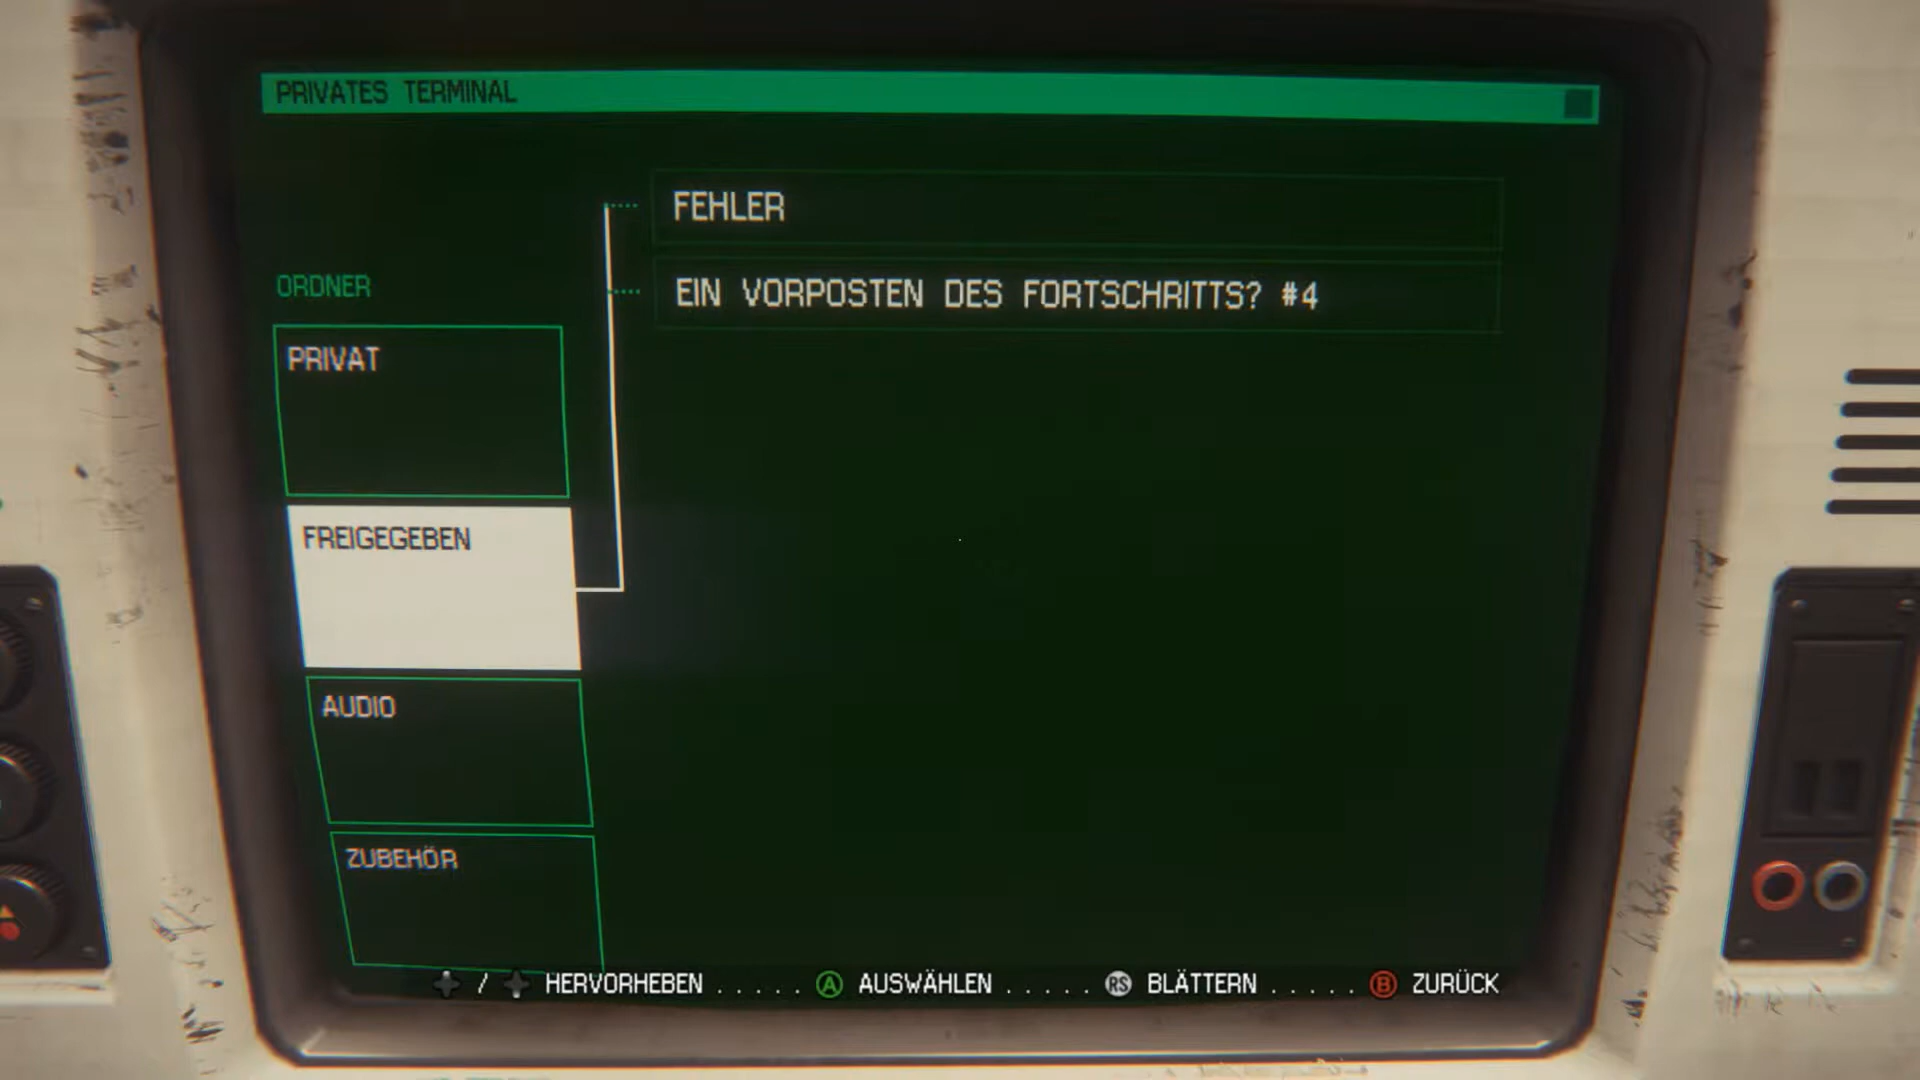 PRIVATES TERMINAL
FEHLER
ORDNER
EIN VORPOSTEN DES FORTSCHRITTS? #4
PRIVAT
FREIGEGEBEN
AUDIO
ZUBEHÖR
/ HERVORHEBEN ..... A AUSWÄHLEN ..... RS BLÄTTERN ..... B ZURÜCK